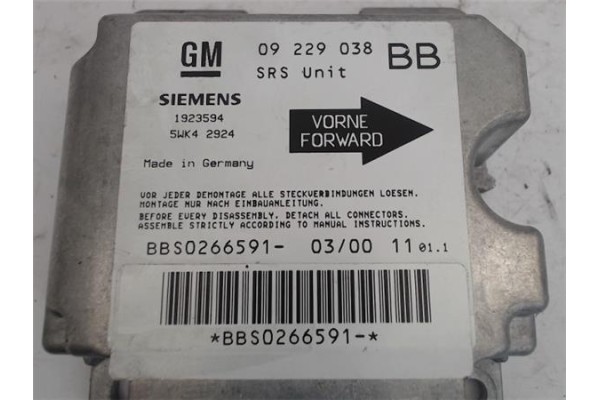 GM 09 229 038 BB
SRS Unit
SIEMENS
1923594
5WK4 2924
VORNE
FORWARD
Made in Germany
VOR JEDER DEMONTAGE ALLE STECKVERBINDUNGEN LOESEN.
MONTAGE NUR NACH EINBAUANLEITUNG.
BEFORE EVERY DISASSEMBLY, DETACH ALL CONNECTORS.
ASSEMBLE STRICTLY ACCORDING TO MANUAL INSTRUCTIONS.
BBS0266591- 03/00 11 01.1
*BBS0266591-*